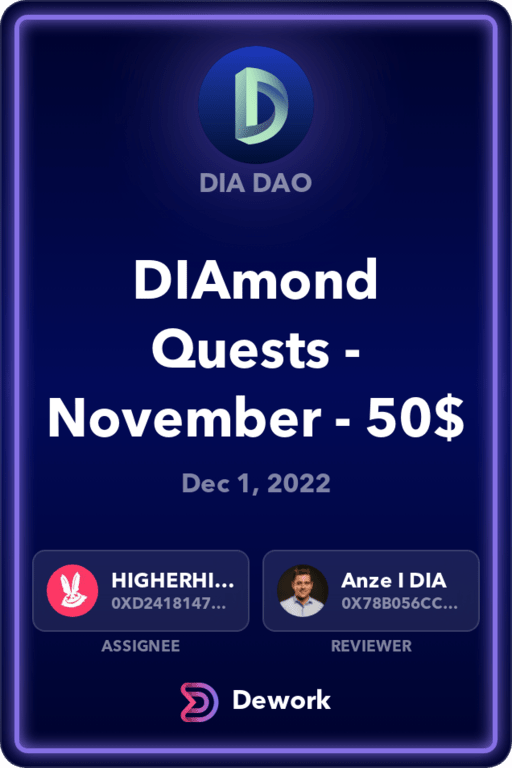 DIA DAO
DIAmond
Quests -
November - 50$
Dec 1, 2022
HIGHERHI...
0XD2418147...
ASSIGNEE
Anze I DIA
0X78B056CC...
REVIEWER
Dework